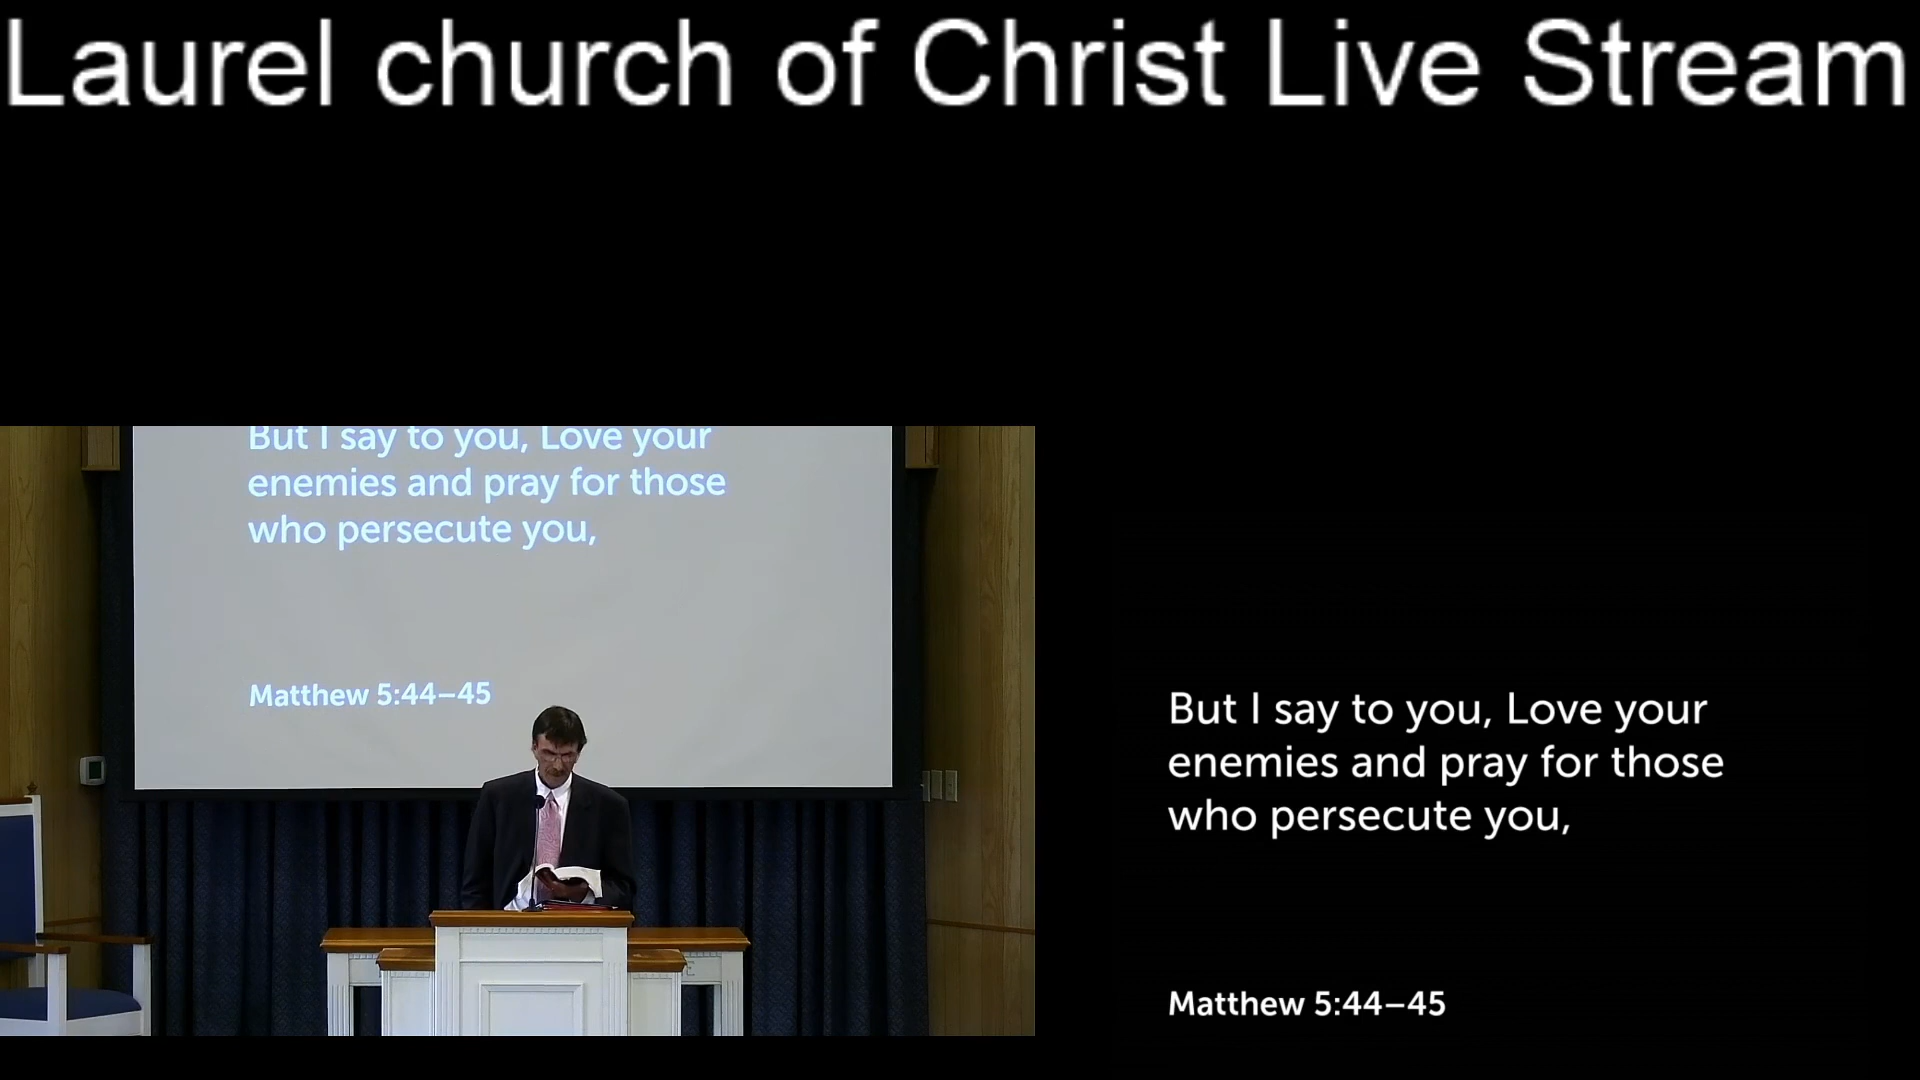 Laurel church of Christ Live Stream
But I say to you, Love your
enemies and pray for those
who persecute you,
Matthew 5:44–45
But I say to you, Love your
enemies and pray for those
who persecute you,
Matthew 5:44–45